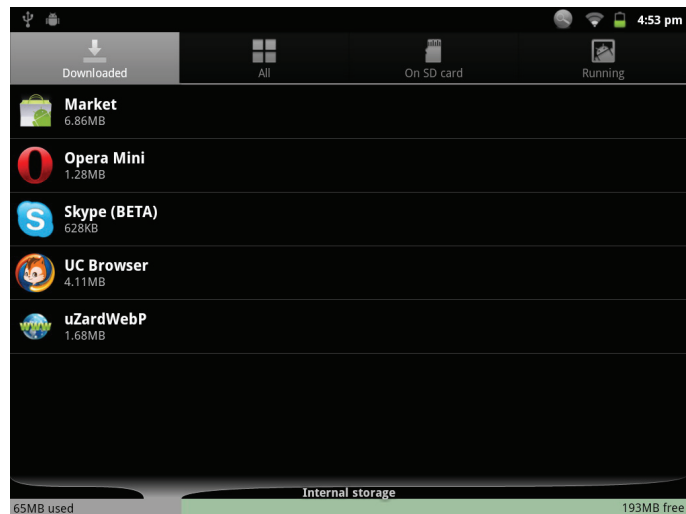 4:53 pm
Downloaded
All
On SD card
Running
Market
6.86MB
Opera Mini
1.28MB
Skype (BETA)
628KB
UC Browser
4.11MB
www
uZardWebP
1.68MB
Internal storage
65MB used
193MB free